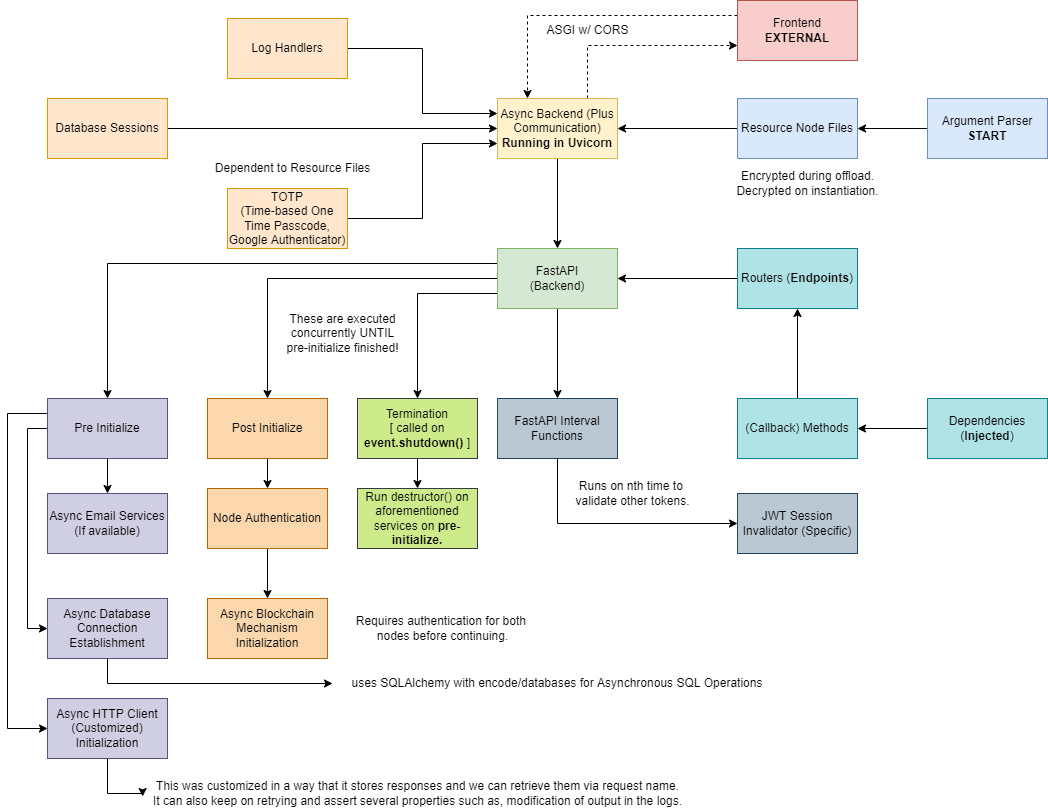 Frontend
EXTERNAL
ASGI w/ CORS
Log Handlers
Database Sessions
Async Backend (Plus
Communication)
Running in Uvicorn
Resource Node Files
Argument Parser
START
Dependent to Resource Files
Encrypted during offload.
Decrypted on instantiation.
TOTP
(Time-based One
Time Passcode,
Google Authenticator)
FastAPI
(Backend)
Routers (Endpoints)
These are executed
concurrently UNTIL
pre-initialize finished!
Pre Initialize
Post Initialize
Termination
[ called on
event.shutdown() ]
FastAPI Interval
Functions
(Callback) Methods
Dependencies
(Injected)
Runs on nth time to
validate other tokens.
Async Email Services
(If available)
Node Authentication
Run destructor() on
aforementioned
services on pre-
initialize.
JWT Session
Invalidator (Specific)
Async Database
Connection
Establishment
Async Blockchain
Mechanism
Initialization
Requires authentication for both
nodes before continuing.
uses SQLAlchemy with encode/databases for Asynchronous SQL Operations
Async HTTP Client
(Customized)
Initialization
This was customized in a way that it stores responses and we can retrieve them via request name.
It can also keep on retrying and assert several properties such as, modification of output in the logs.